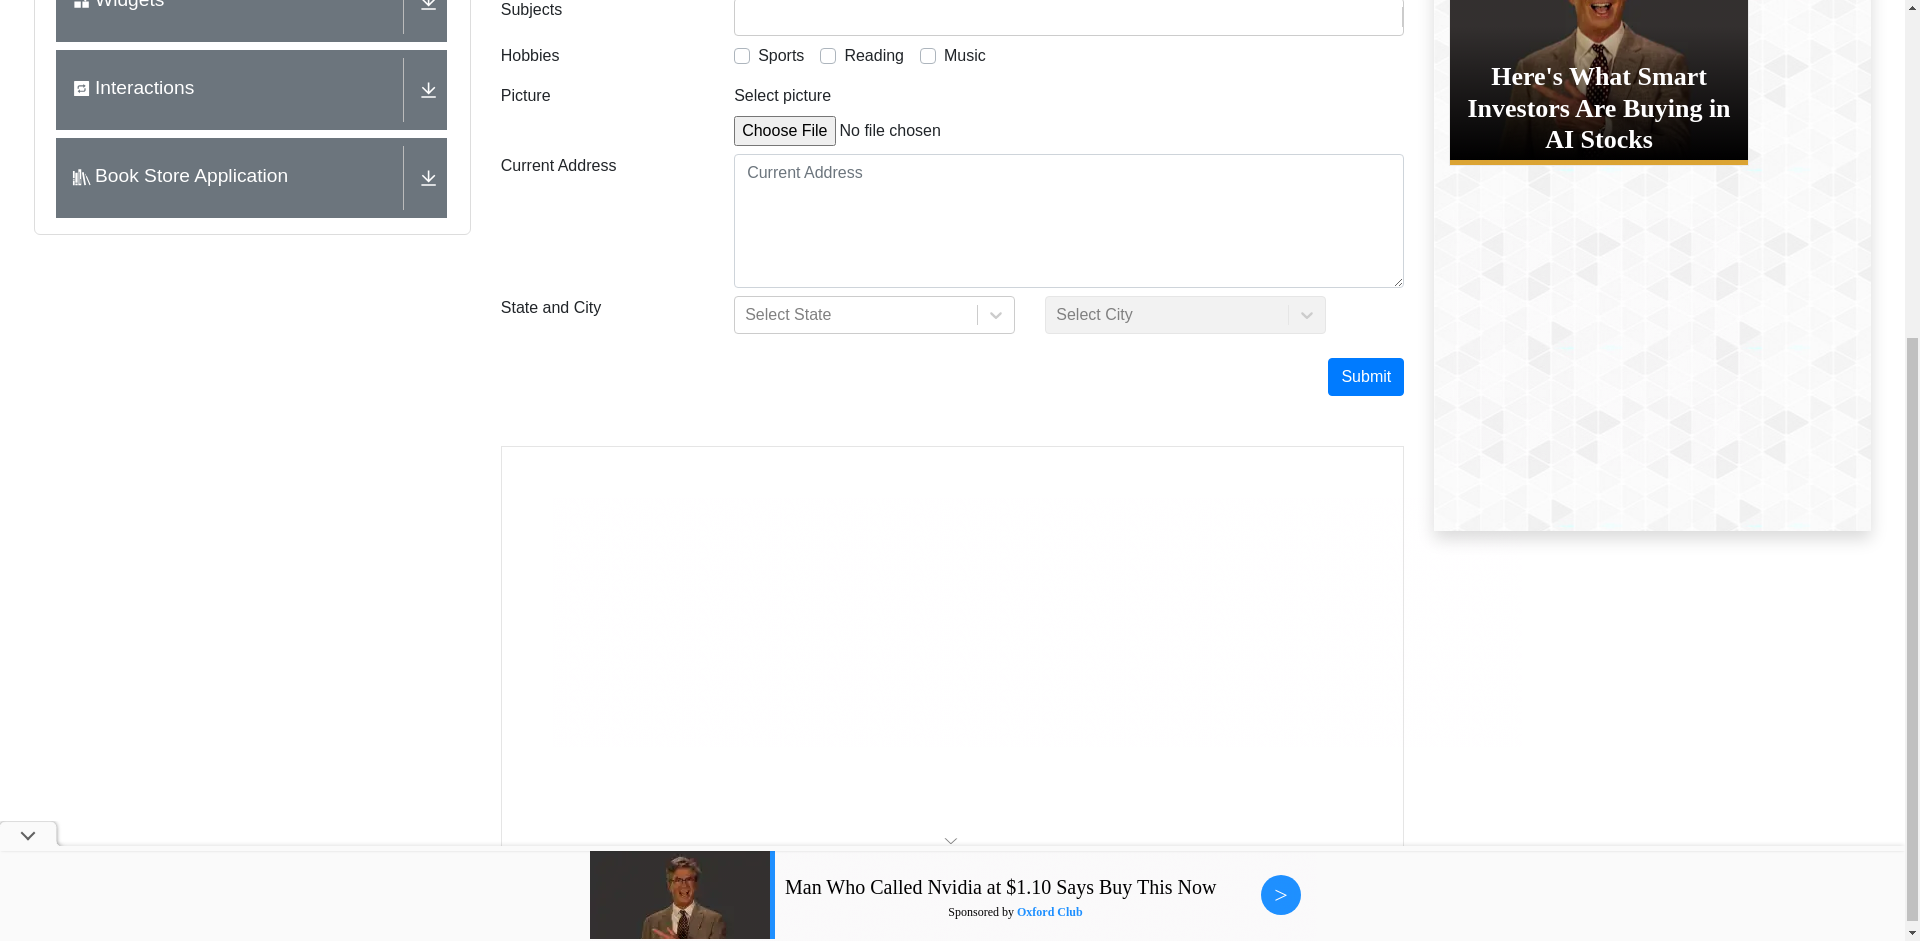 Widgets
Interactions
Book Store Application
Subjects
Hobbies
Sports
Reading
Music
Picture
Select picture
Choose File No file chosen
Current Address
Current Address
State and City
Select State
Select City
Submit
Here's What Smart
Investors Are Buying in
AI Stocks
Man Who Called Nvidia at $1.10 Says Buy This Now
Sponsored by Oxford Club
>